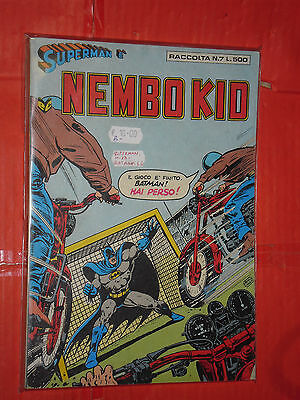 SUPERMAN È
RACCOLTA N.7 L.500
NEMBO KID
IL GIOCO E' FINITO,
BATMAN!
HAI PERSO!